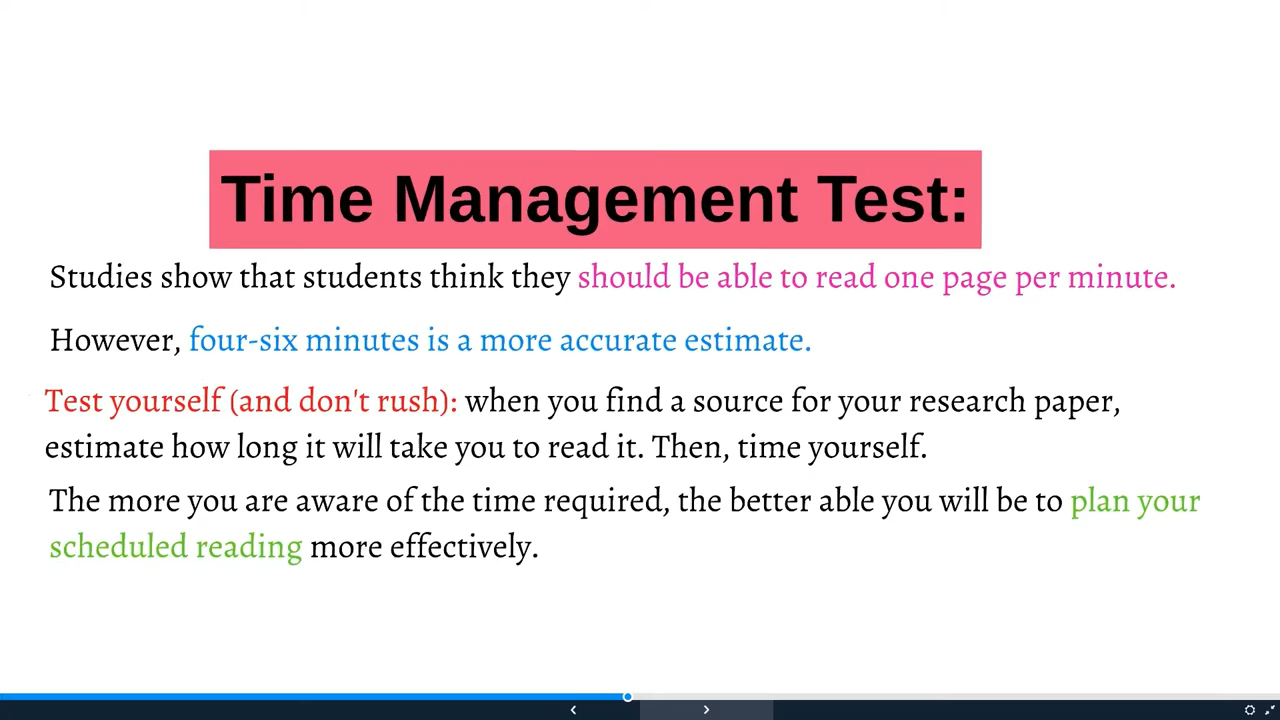 Time Management Test:
Studies show that students think they should be able to read one page per minute.
However, four-six minutes is a more accurate estimate.
Test yourself (and don't rush): when you find a source for your research paper,
estimate how long it will take you to read it. Then, time yourself.
The more you are aware of the time required, the better able you will be to plan your
scheduled reading more effectively.